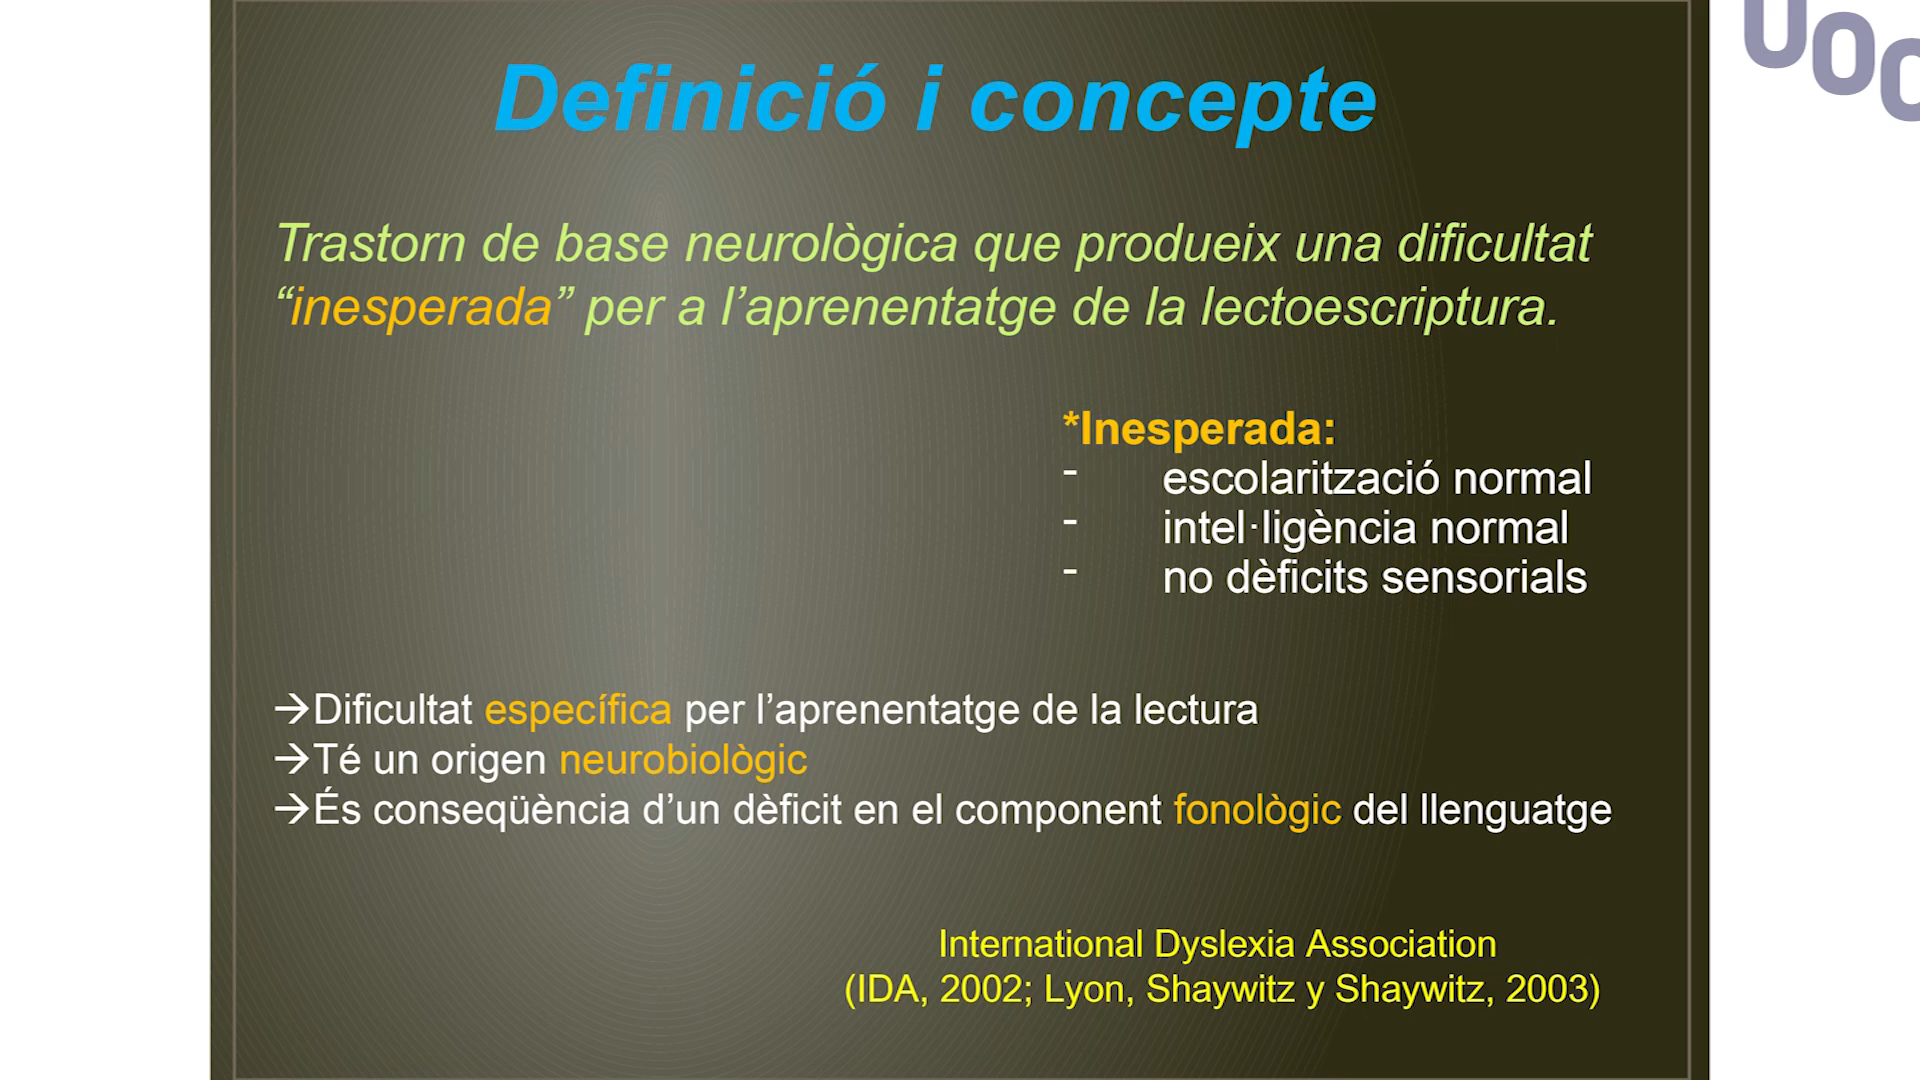 UOC
Definició i concepte
Trastorn de base neurològica que produeix una dificultat
“inesperada” per a l’aprenentatge de la lectoescriptura.
*Inesperada:
- escolarització normal
- intel·ligència normal
- no dèficits sensorials
→Dificultat específica per l’aprenentatge de la lectura
→Té un origen neurobiològic
→És conseqüència d’un dèficit en el component fonològic del llenguatge
International Dyslexia Association
(IDA, 2002; Lyon, Shaywitz y Shaywitz, 2003)